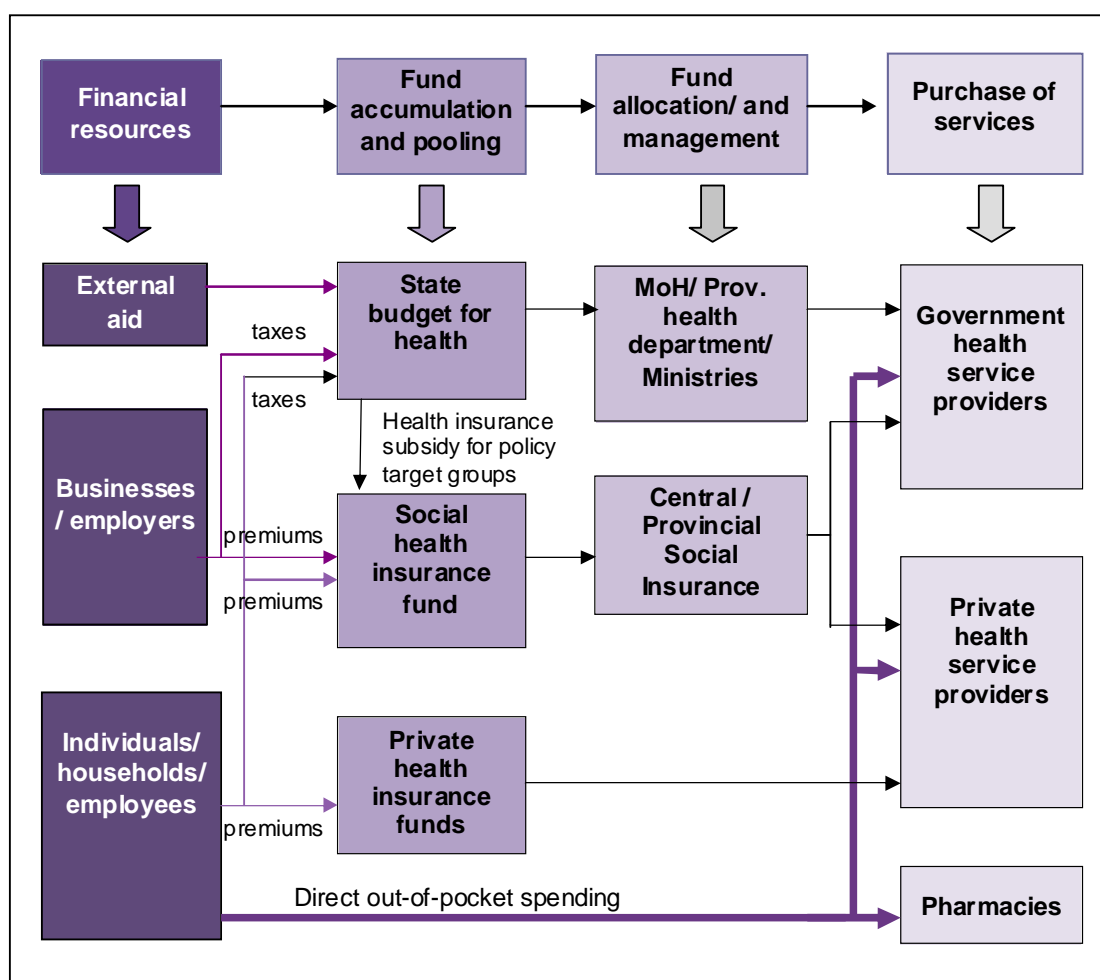 Financial
resources
Fund
accumulation
and pooling
Fund
allocation/ and
management
Purchase of
services
External
aid
State
budget for
health
MoH/ Prov.
health
department/
Ministries
Government
health
service
providers
taxes
taxes
Health insurance
subsidy for policy
target groups
Businesses
/ employers
premiums
premiums
Social
health
insurance
fund
Central /
Provincial
Social
Insurance
Private
health
service
providers
Individuals/
households/
employees
premiums
Private
health
insurance
funds
Direct out-of-pocket spending
Pharmacies